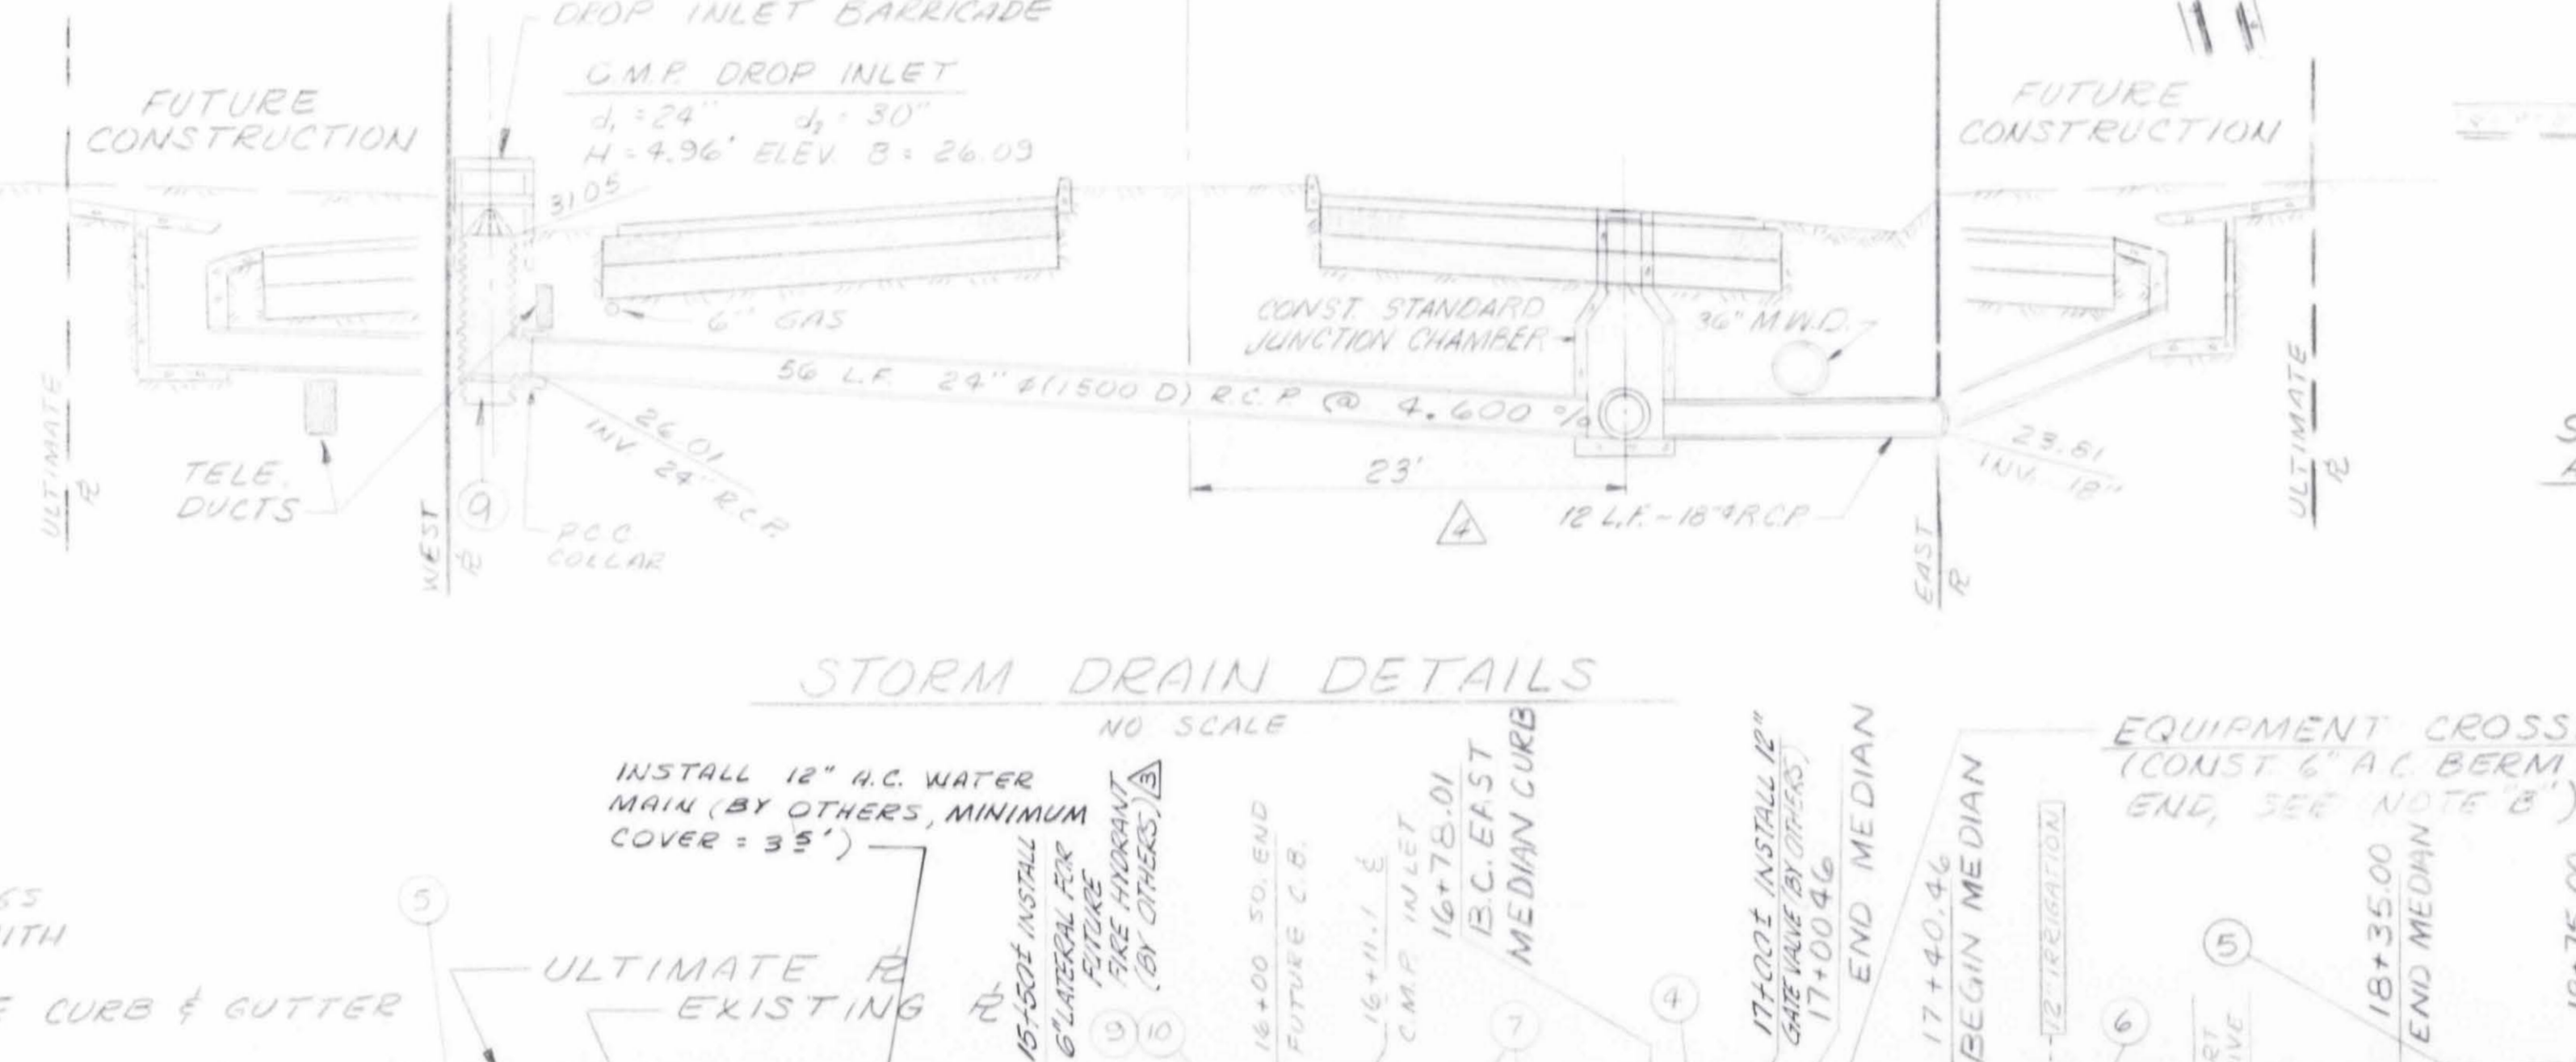 DROP INLET BARRICADE
C.M.P. DROP INLET
d₁ = 24" d₂ = 30"
H = 4.96' ELEV. B = 26.09
31.05
FUTURE
CONSTRUCTION
FUTURE
CONSTRUCTION
6" GAS
CONST. STANDARD
JUNCTION CHAMBER
36" M.W.D.
56 L.F. 24" ⌀ (1500 D) R.C.P. @ 4.600 %
26.01
INV. 24" R.C.P.
TELE.
DUCTS
9
P.C.C.
COLLAR
23'
4
12 L.F. ~ 18" ⌀ R.C.P.
23.81
INV. 18"
ULTIMATE
WEST
EAST
ULTIMATE
STORM DRAIN DETAILS
NO SCALE
INSTALL 12" A.C. WATER
MAIN (BY OTHERS, MINIMUM
COVER = 3 5')
5
ULTIMATE
EXISTING
CURB & GUTTER
15+50± INSTALL
6" LATERAL FOR
FUTURE
FIRE HYDRANT
(BY OTHERS) 3
9 10
16+00 SO. END
FUTURE C.B.
16+11.1
C.M.P. INLET
16+78.01
B.C. EAST
MEDIAN CURB
7
4
17+00± INSTALL 12"
GATE VALVE (BY OTHERS)
17+00.46
END MEDIAN
17+40.46
BEGIN MEDIAN
12" IRRIGATION
EQUIPMENT CROSS
(CONST. 6" A.C. BERM
END, SEE NOTE "B")
5
6
18+35.00
END MEDIAN